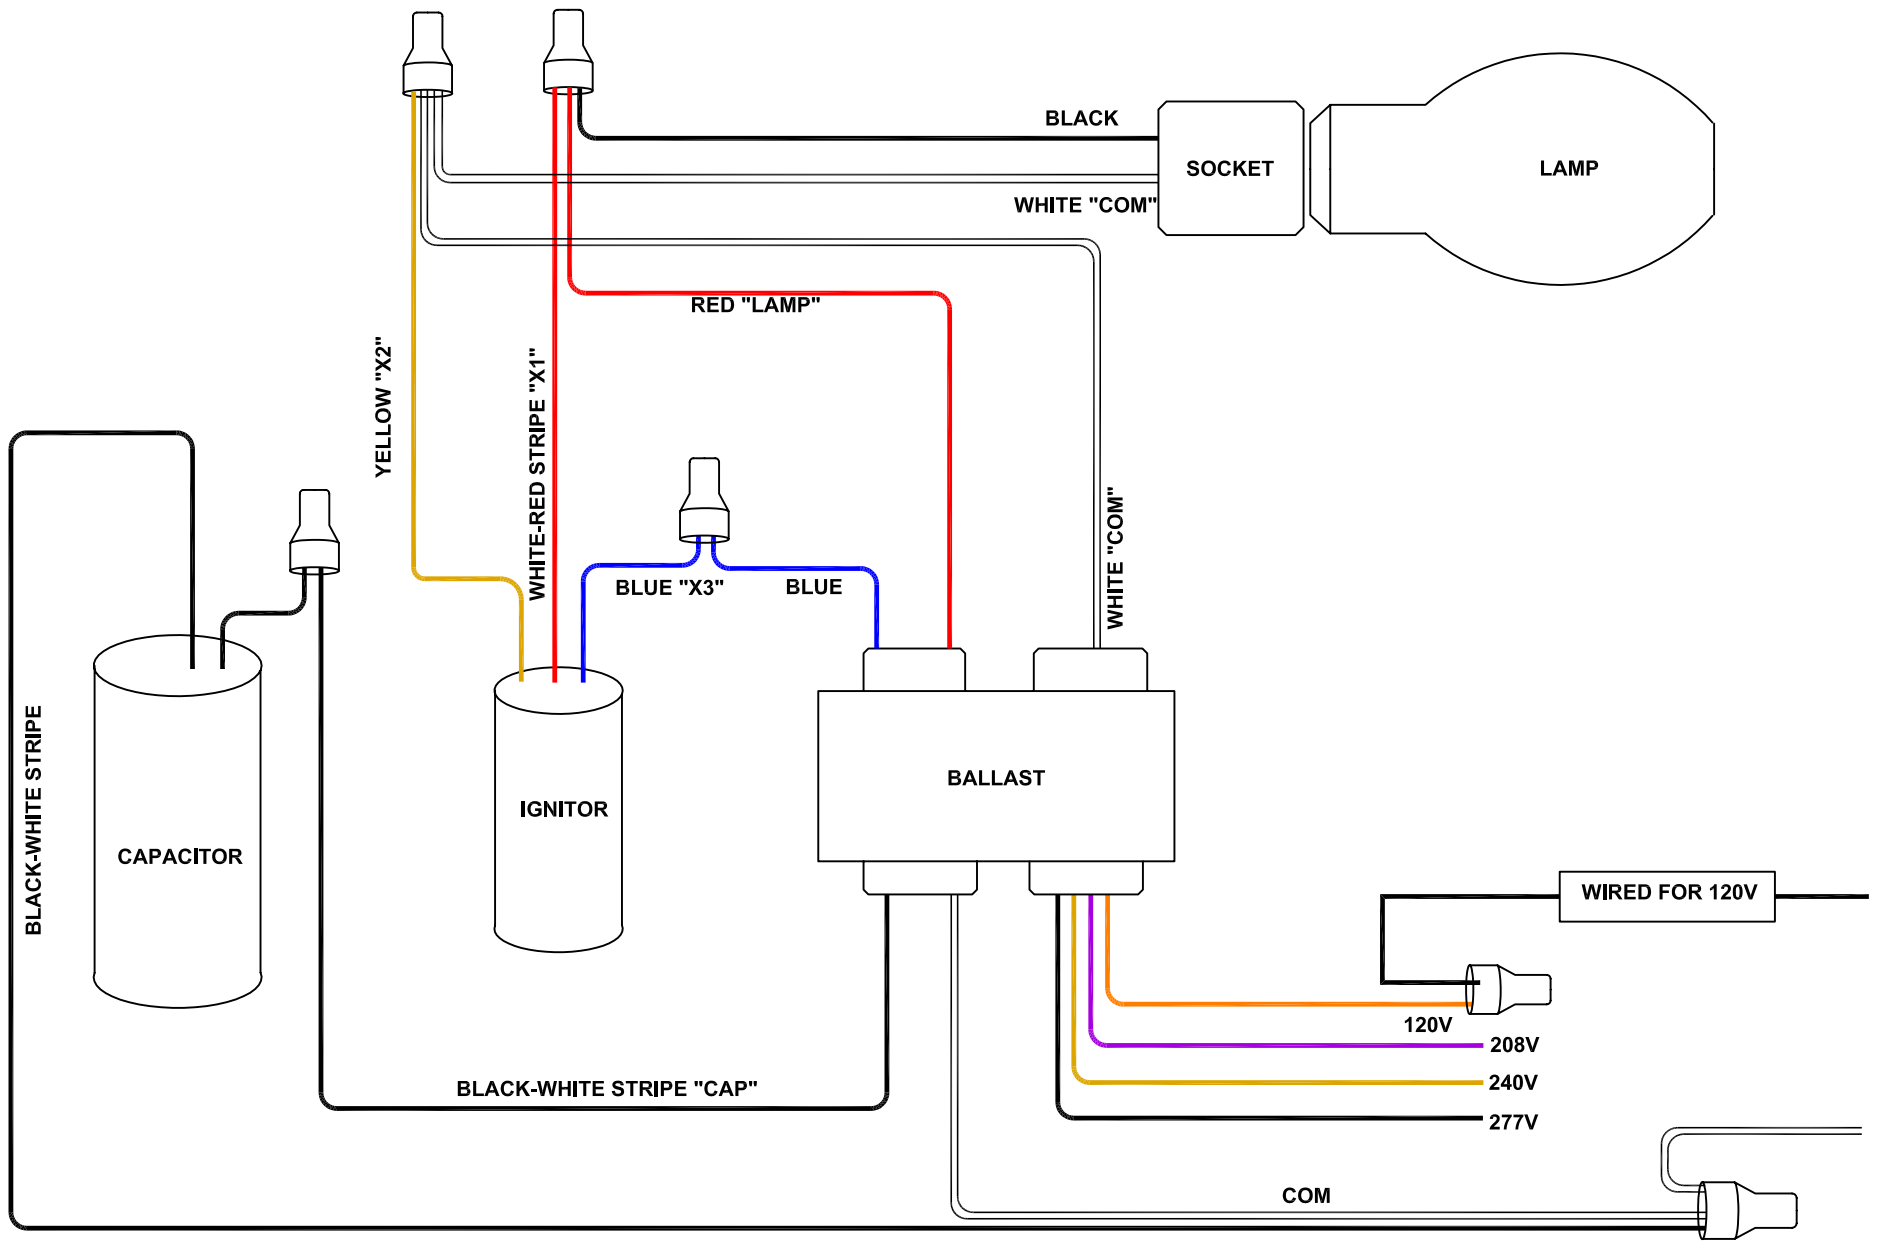 BLACK
SOCKET
LAMP
WHITE "COM"
RED "LAMP"
YELLOW "X2"
WHITE-RED STRIPE "X1"
WHITE "COM"
BLUE "X3"
BLUE
BLACK-WHITE STRIPE
BALLAST
IGNITOR
CAPACITOR
WIRED FOR 120V
120V
208V
240V
277V
BLACK-WHITE STRIPE "CAP"
COM